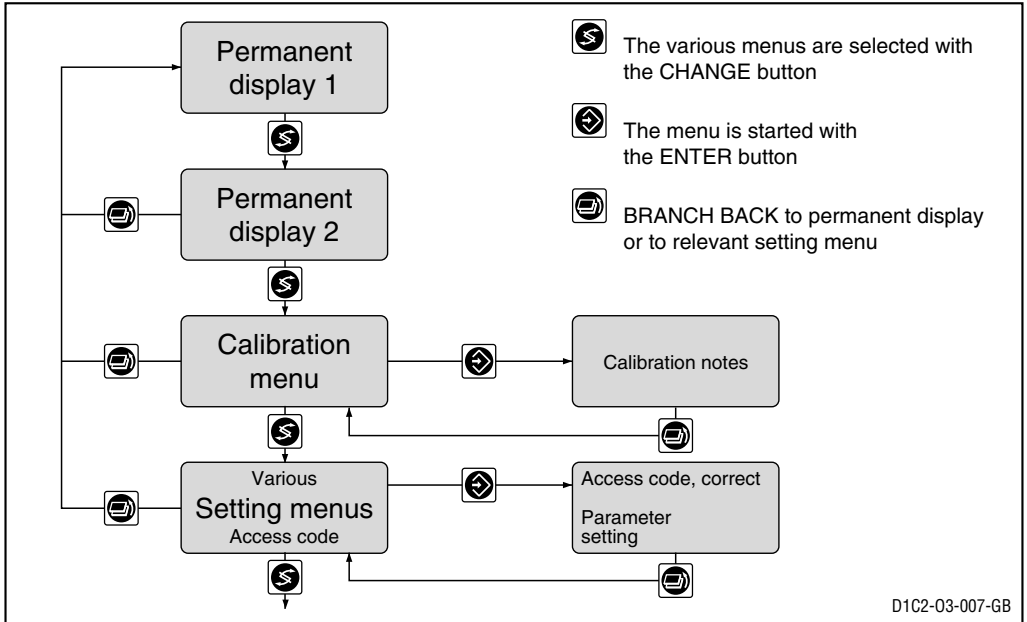 Permanent
display 1
The various menus are selected with
the CHANGE button
The menu is started with
the ENTER button
Permanent
display 2
BRANCH BACK to permanent display
or to relevant setting menu
Calibration
menu
Calibration notes
Various
Setting menus
Access code
Access code, correct
Parameter
setting
D1C2-03-007-GB